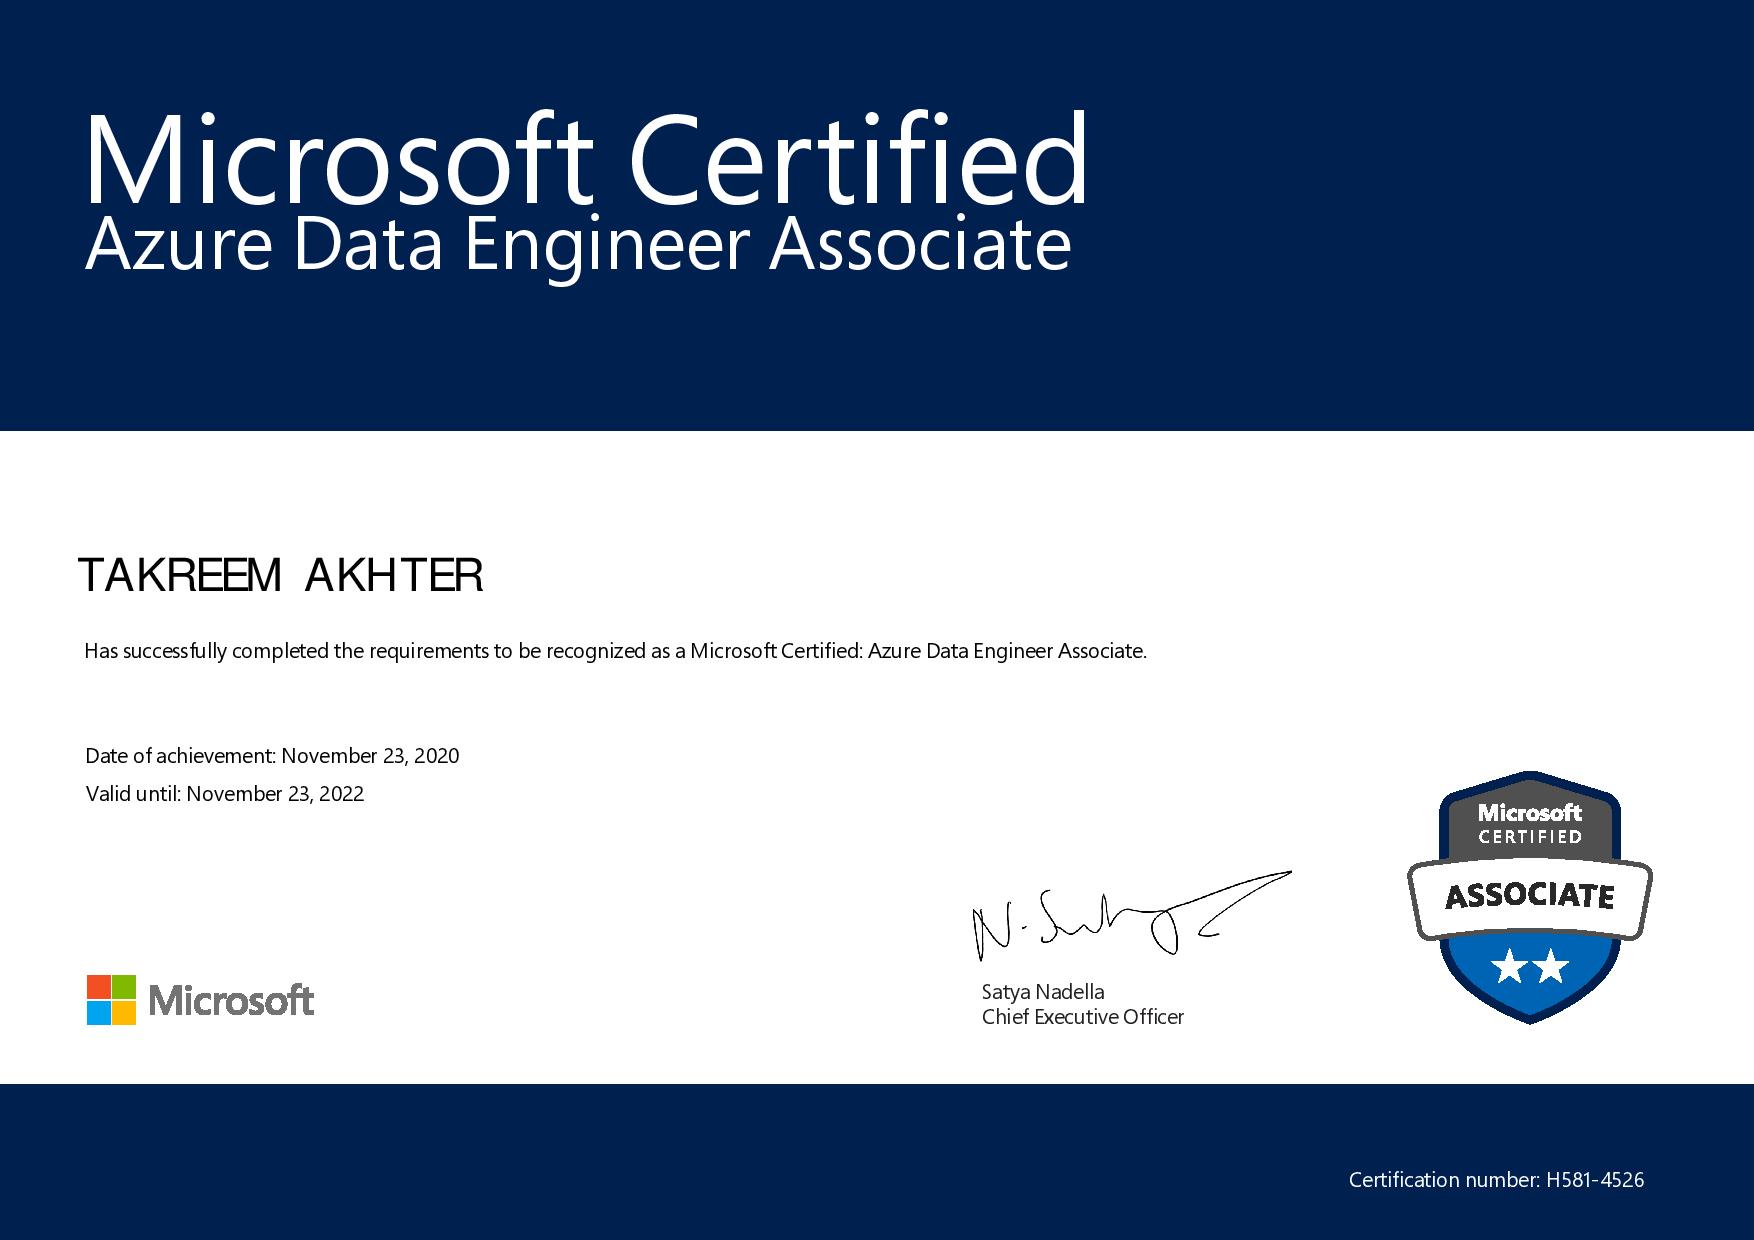 Microsoft Certified
Azure Data Engineer Associate
TAKREEM AKHTER
Has successfully completed the requirements to be recognized as a Microsoft Certified: Azure Data Engineer Associate.
Date of achievement: November 23, 2020
Valid until: November 23, 2022
Microsoft
CERTIFIED
ASSOCIATE
Microsoft
Satya Nadella
Chief Executive Officer
Certification number: H581-4526